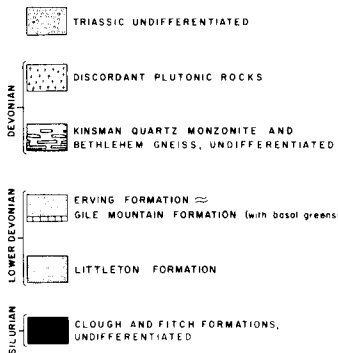 TRIASSIC UNDIFFERENTIATED
DEVONIAN
DISCORDANT PLUTONIC ROCKS
KINSMAN QUARTZ MONZONITE AND
BETHLEHEM GNEISS, UNDIFFERENTIATED
LOWER DEVONIAN
ERVING FORMATION ≈
GILE MOUNTAIN FORMATION (with basal greens
LITTLETON FORMATION
SILURIAN
CLOUGH AND FITCH FORMATIONS,
UNDIFFERENTIATED